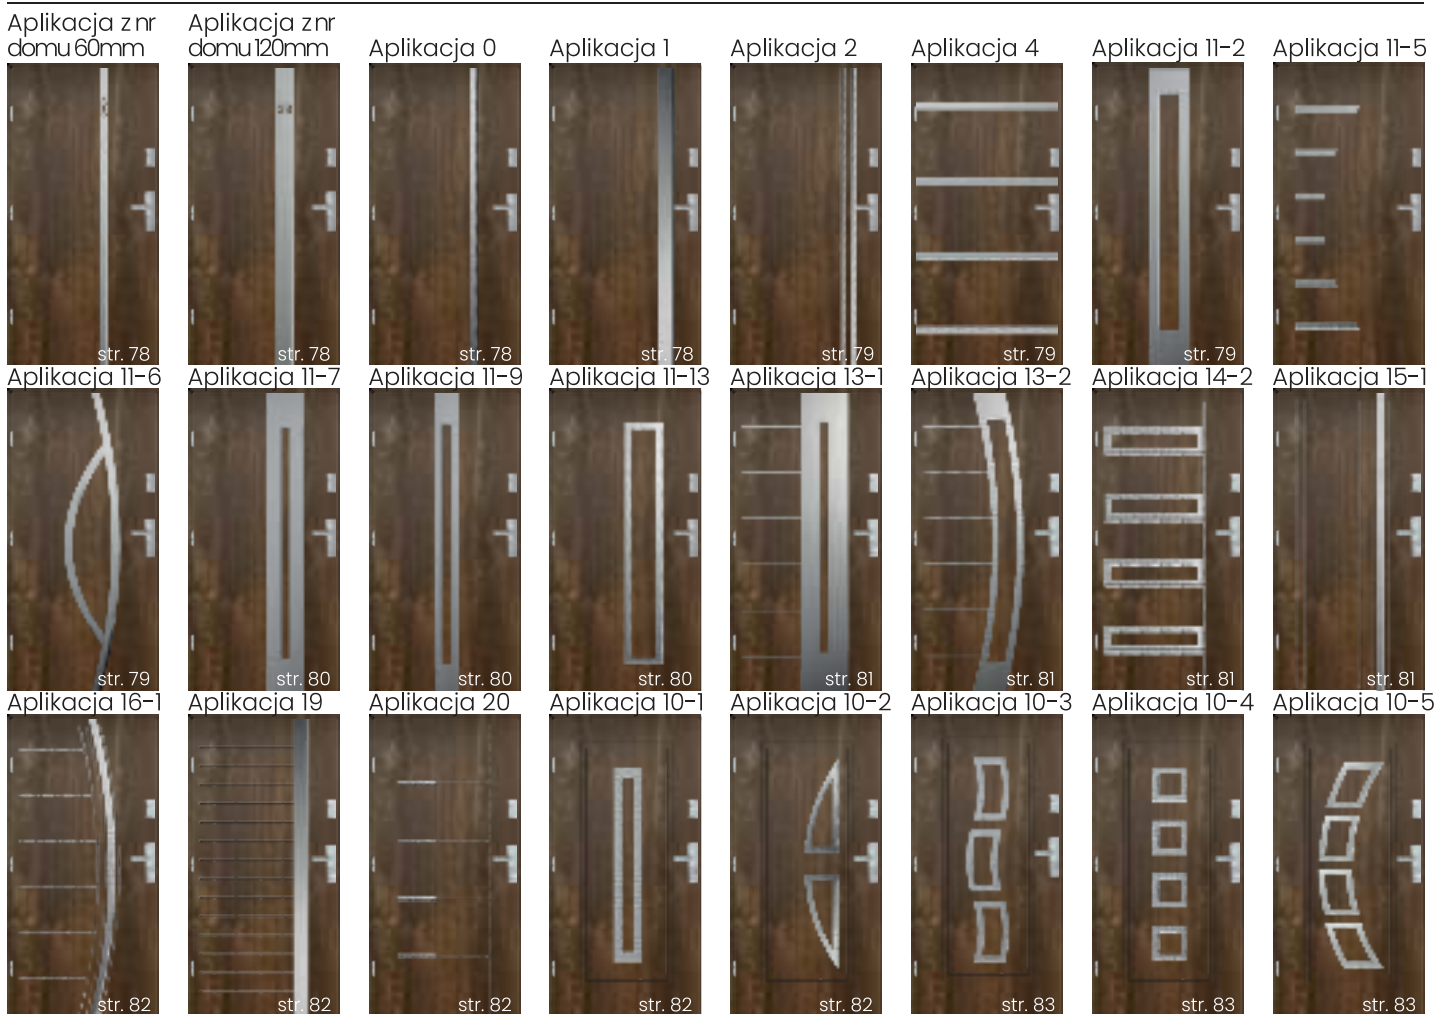 Aplikacja z nr
domu 60mm
Aplikacja z nr
domu 120mm
Aplikacja 0
Aplikacja 1
Aplikacja 2
Aplikacja 4
Aplikacja 11-2
Aplikacja 11-5
str. 78
str. 78
str. 78
str. 78
str. 79
str. 79
str. 79
Aplikacja 11-6
Aplikacja 11-7
Aplikacja 11-9
Aplikacja 11-13
Aplikacja 13-1
Aplikacja 13-2
Aplikacja 14-2
Aplikacja 15-1
str. 79
str. 80
str. 80
str. 80
str. 81
str. 81
str. 81
str. 81
Aplikacja 16-1
Aplikacja 19
Aplikacja 20
Aplikacja 10-1
Aplikacja 10-2
Aplikacja 10-3
Aplikacja 10-4
Aplikacja 10-5
str. 82
str. 82
str. 82
str. 82
str. 82
str. 83
str. 83
str. 83